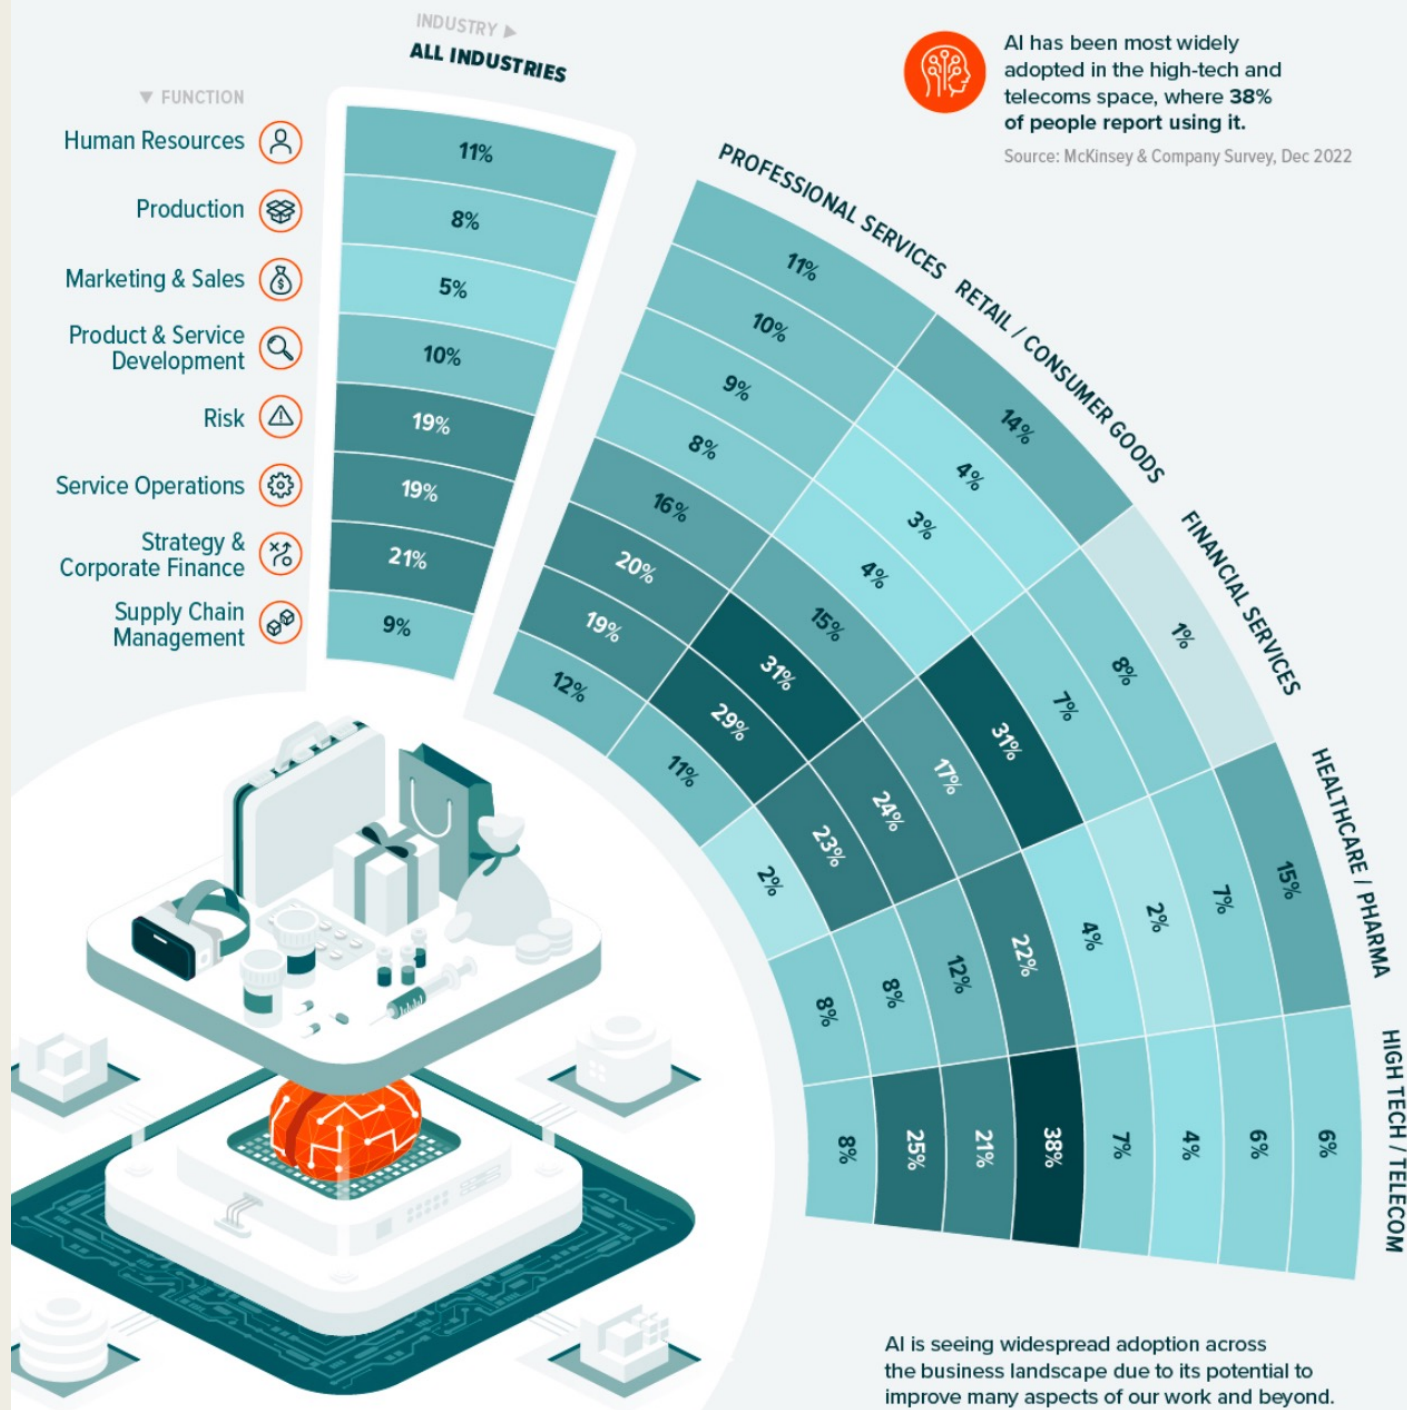 INDUSTRY ▶
ALL INDUSTRIES
▼ FUNCTION
Human Resources
Production
Marketing & Sales
Product & Service
Development
Risk
Service Operations
Strategy &
Corporate Finance
Supply Chain
Management
11%
8%
5%
10%
19%
19%
21%
9%
AI has been most widely
adopted in the high-tech and
telecoms space, where 38%
of people report using it.
Source: McKinsey & Company Survey, Dec 2022
PROFESSIONAL SERVICES
11%
10%
9%
8%
16%
20%
19%
12%
RETAIL / CONSUMER GOODS
14%
4%
3%
4%
15%
31%
29%
11%
FINANCIAL SERVICES
1%
8%
7%
31%
17%
24%
23%
2%
HEALTHCARE / PHARMA
15%
7%
2%
4%
22%
12%
8%
8%
HIGH TECH / TELECOM
6%
6%
4%
7%
38%
21%
25%
8%
AI is seeing widespread adoption across
the business landscape due to its potential to
improve many aspects of our work and beyond.